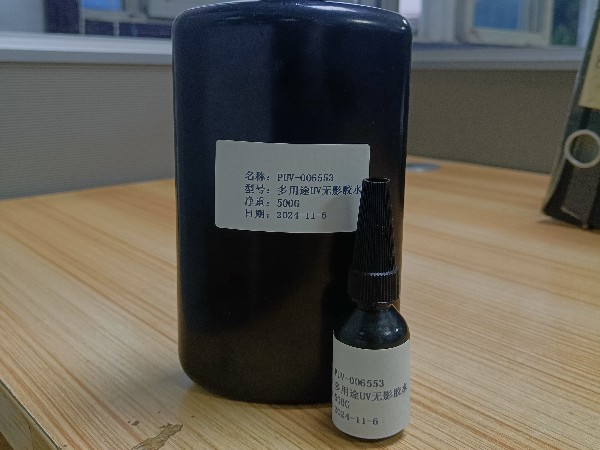 名称: PUV-006553
型号: 多用途UV无影胶水
净重: 500G
日期: 2024-11-6
PUV-006553
多用途UV无影胶水
500G
2024-11-6